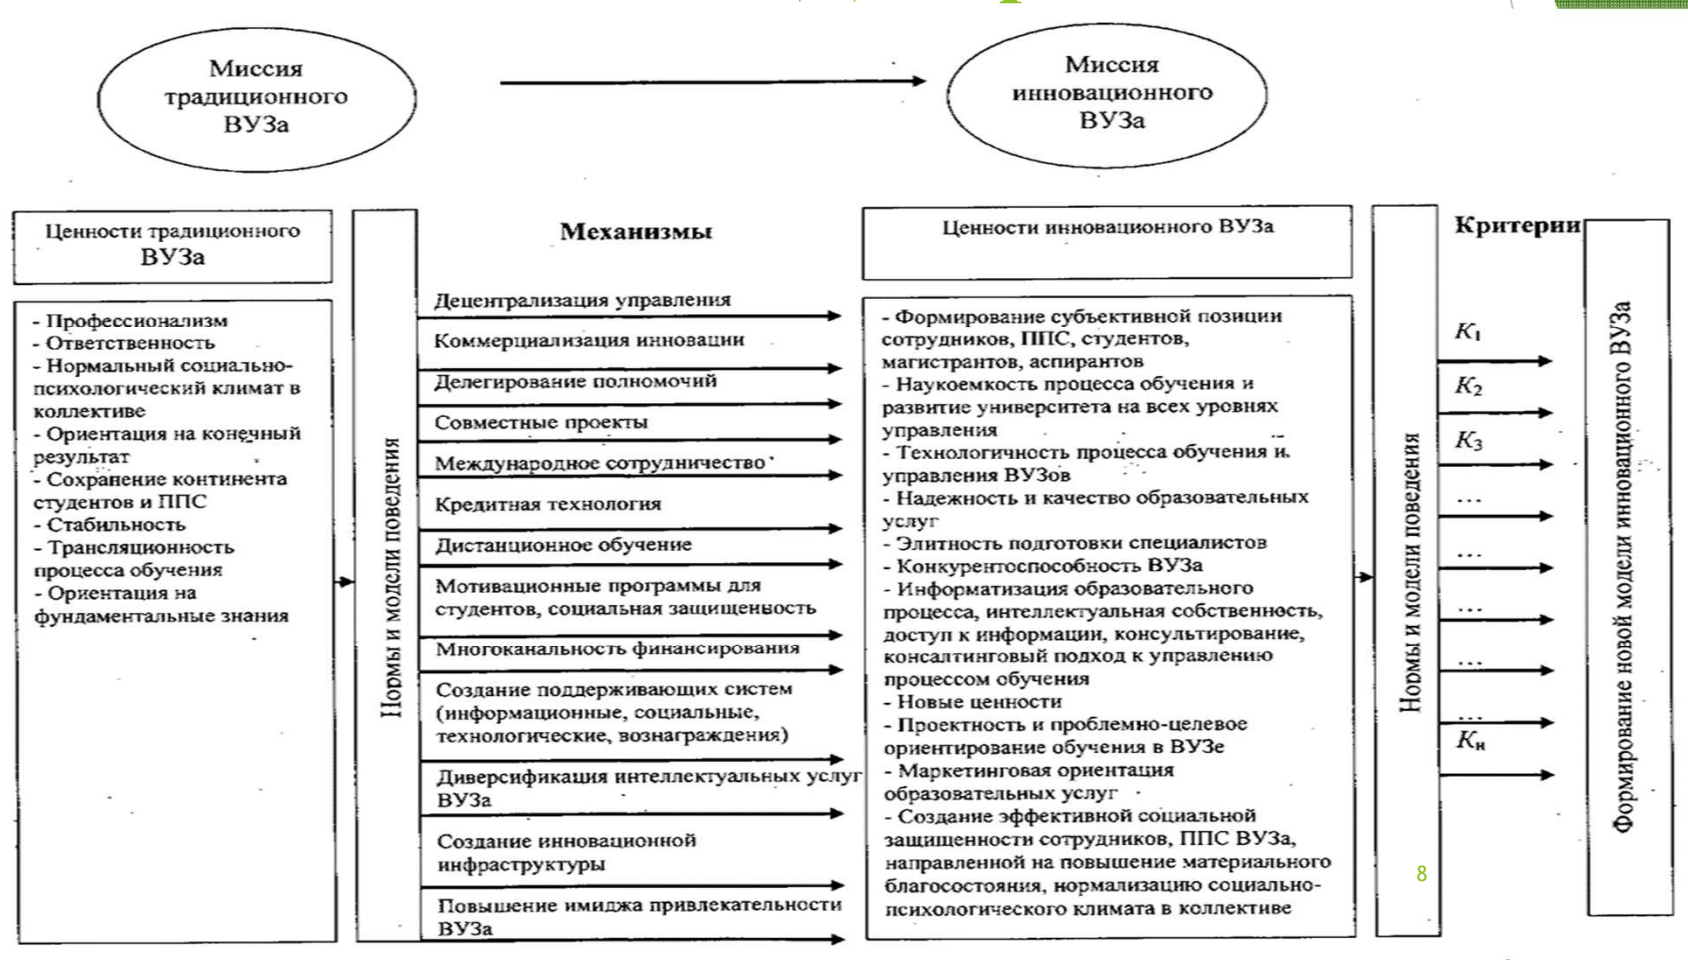 Миссия
традиционного
ВУЗа
Миссия
инновационного
ВУЗа
Ценности традиционного
ВУЗа
- Профессионализм
- Ответственность
- Нормальный социально-
психологический климат в
коллективе
- Ориентация на конечный
результат
- Сохранение континента
студентов и ППС
- Стабильность
- Трансляционность
процесса обучения
- Ориентация на
фундаментальные знания
Нормы и модели поведения
Механизмы
Децентрализация управления
Коммерциализация инновации
Делегирование полномочий
Совместные проекты
Международное сотрудничество
Кредитная технология
Дистанционное обучение
Мотивационные программы для
студентов, социальная защищенность
Многоканальность финансирования
Создание поддерживающих систем
(информационные, социальные,
технологические, вознаграждения)
Диверсификация интеллектуальных услуг
ВУЗа
Создание инновационной
инфраструктуры
Повышение имиджа привлекательности
ВУЗа
Ценности инновационного ВУЗа
- Формирование субъективной позиции
сотрудников, ППС, студентов,
магистрантов, аспирантов
- Наукоемкость процесса обучения и
развитие университета на всех уровнях
управления
- Технологичность процесса обучения и
управления ВУЗов
- Надежность и качество образовательных
услуг
- Элитность подготовки специалистов
- Конкурентоспособность ВУЗа
- Информатизация образовательного
процесса, интеллектуальная собственность,
доступ к информации, консультирование,
консалтинговый подход к управлению
процессом обучения
- Новые ценности
- Проектность и проблемно-целевое
ориентирование обучения в ВУЗе
- Маркетинговая ориентация
образовательных услуг
- Создание эффективной социальной
защищенности сотрудников, ППС ВУЗа,
направленной на повышение материального
благосостояния, нормализацию социально-
психологического климата в коллективе
Нормы и модели поведения
Критерии
K₁
K₂
K₃
...
...
...
...
...
Kн
Формирование новой модели инновационного ВУЗа
8